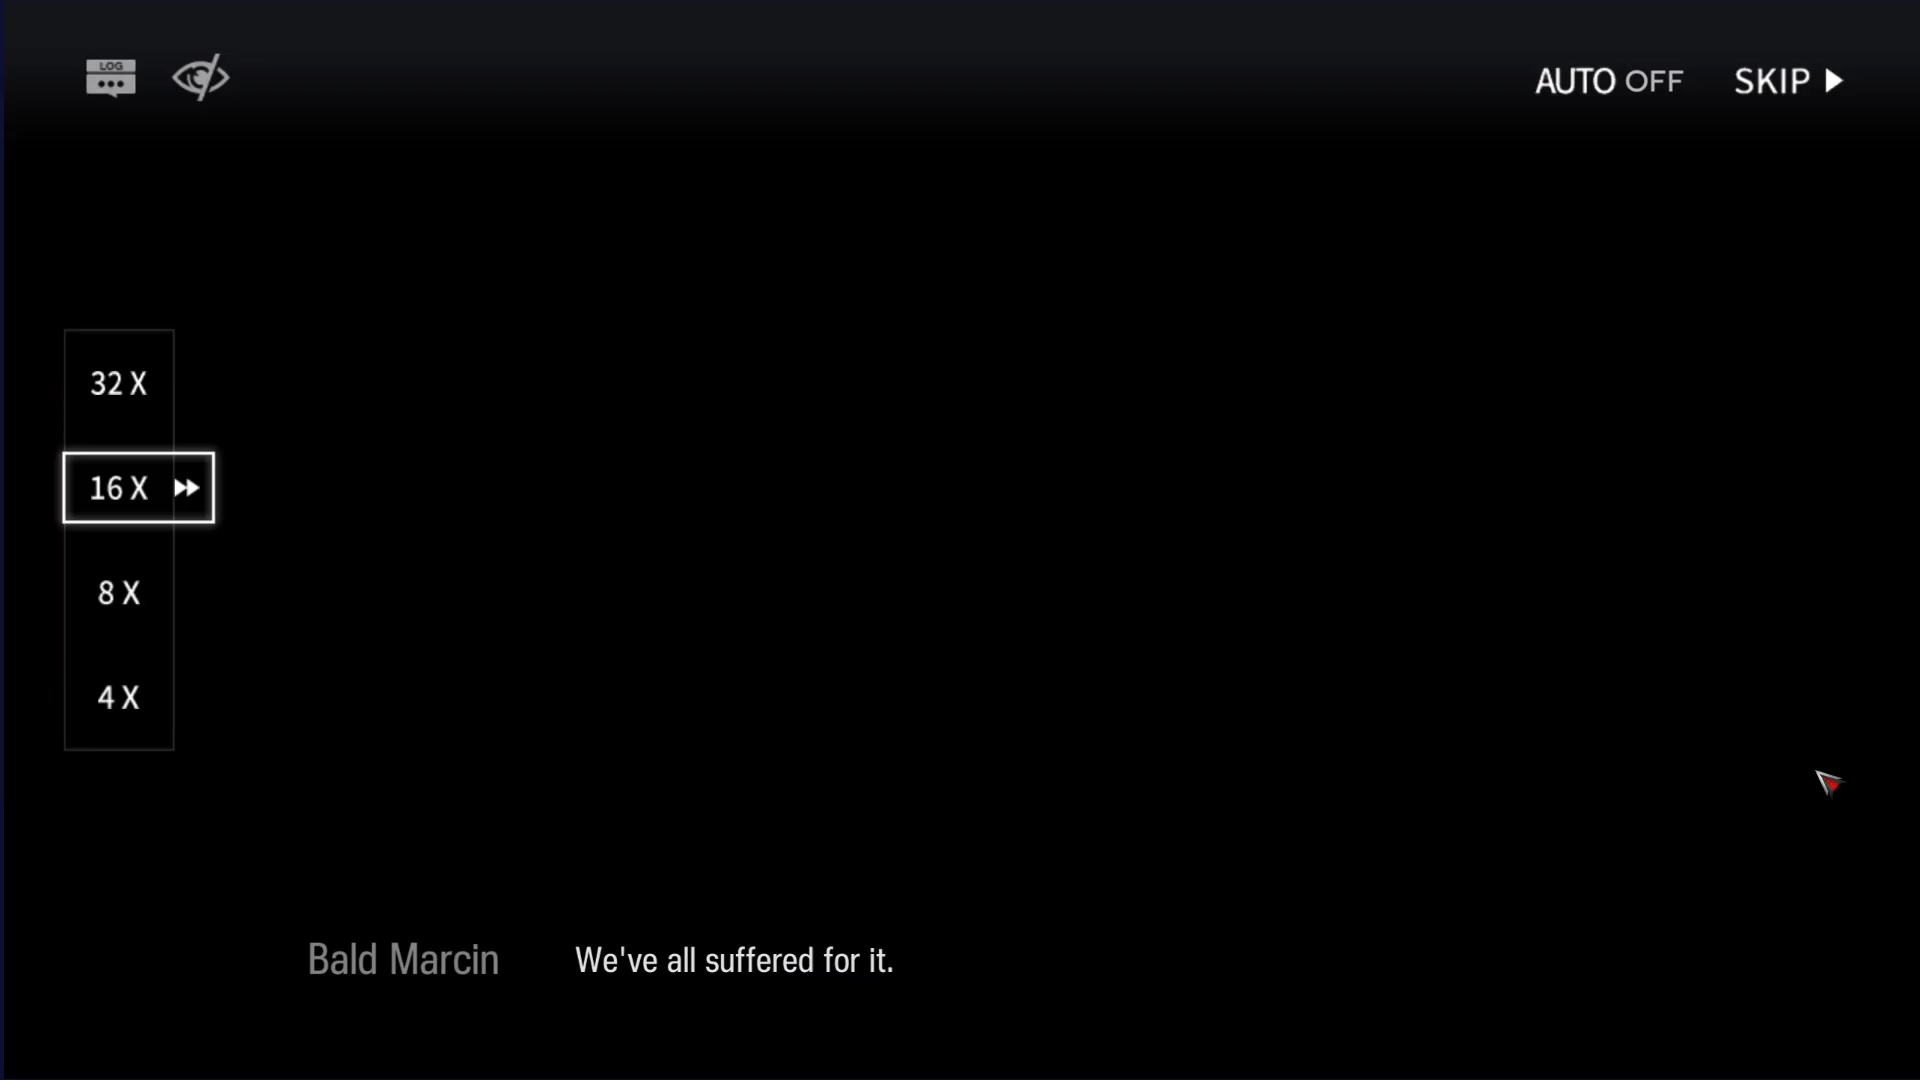 LOG
AUTO OFF
SKIP
32 X
16 X
8 X
4 X
Bald Marcin
We've all suffered for it.